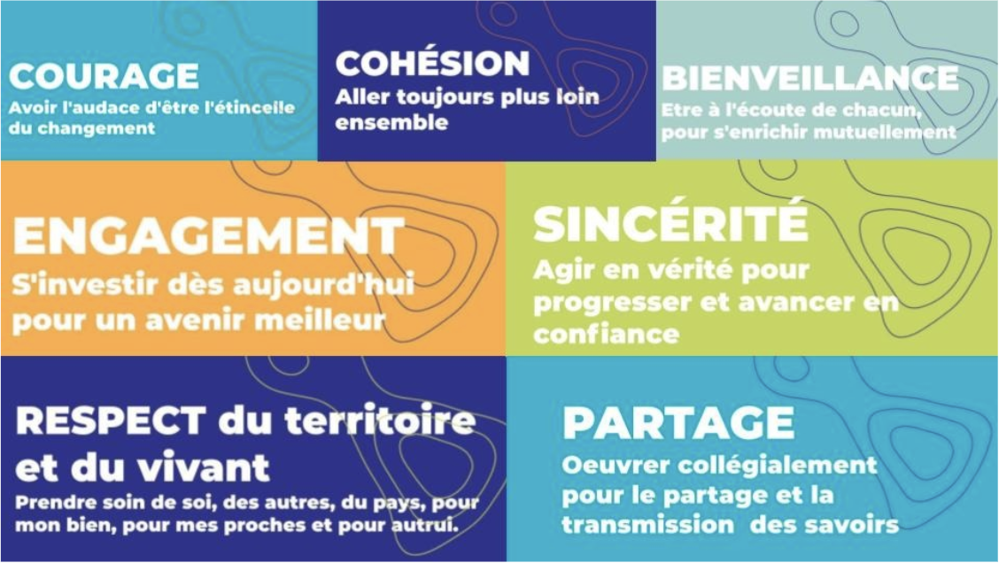 COURAGE
Avoir l'audace d'être l'étincelle
du changement
COHÉSION
Aller toujours plus loin
ensemble
BIENVEILLANCE
Etre à l'écoute de chacun,
pour s'enrichir mutuellement
ENGAGEMENT
S'investir dès aujourd'hui
pour un avenir meilleur
SINCÉRITÉ
Agir en vérité pour
progresser et avancer en
confiance
RESPECT du territoire
et du vivant
Prendre soin de soi, des autres, du pays, pour
mon bien, pour mes proches et pour autrui.
PARTAGE
Oeuvrer collégialement
pour le partage et la
transmission des savoirs